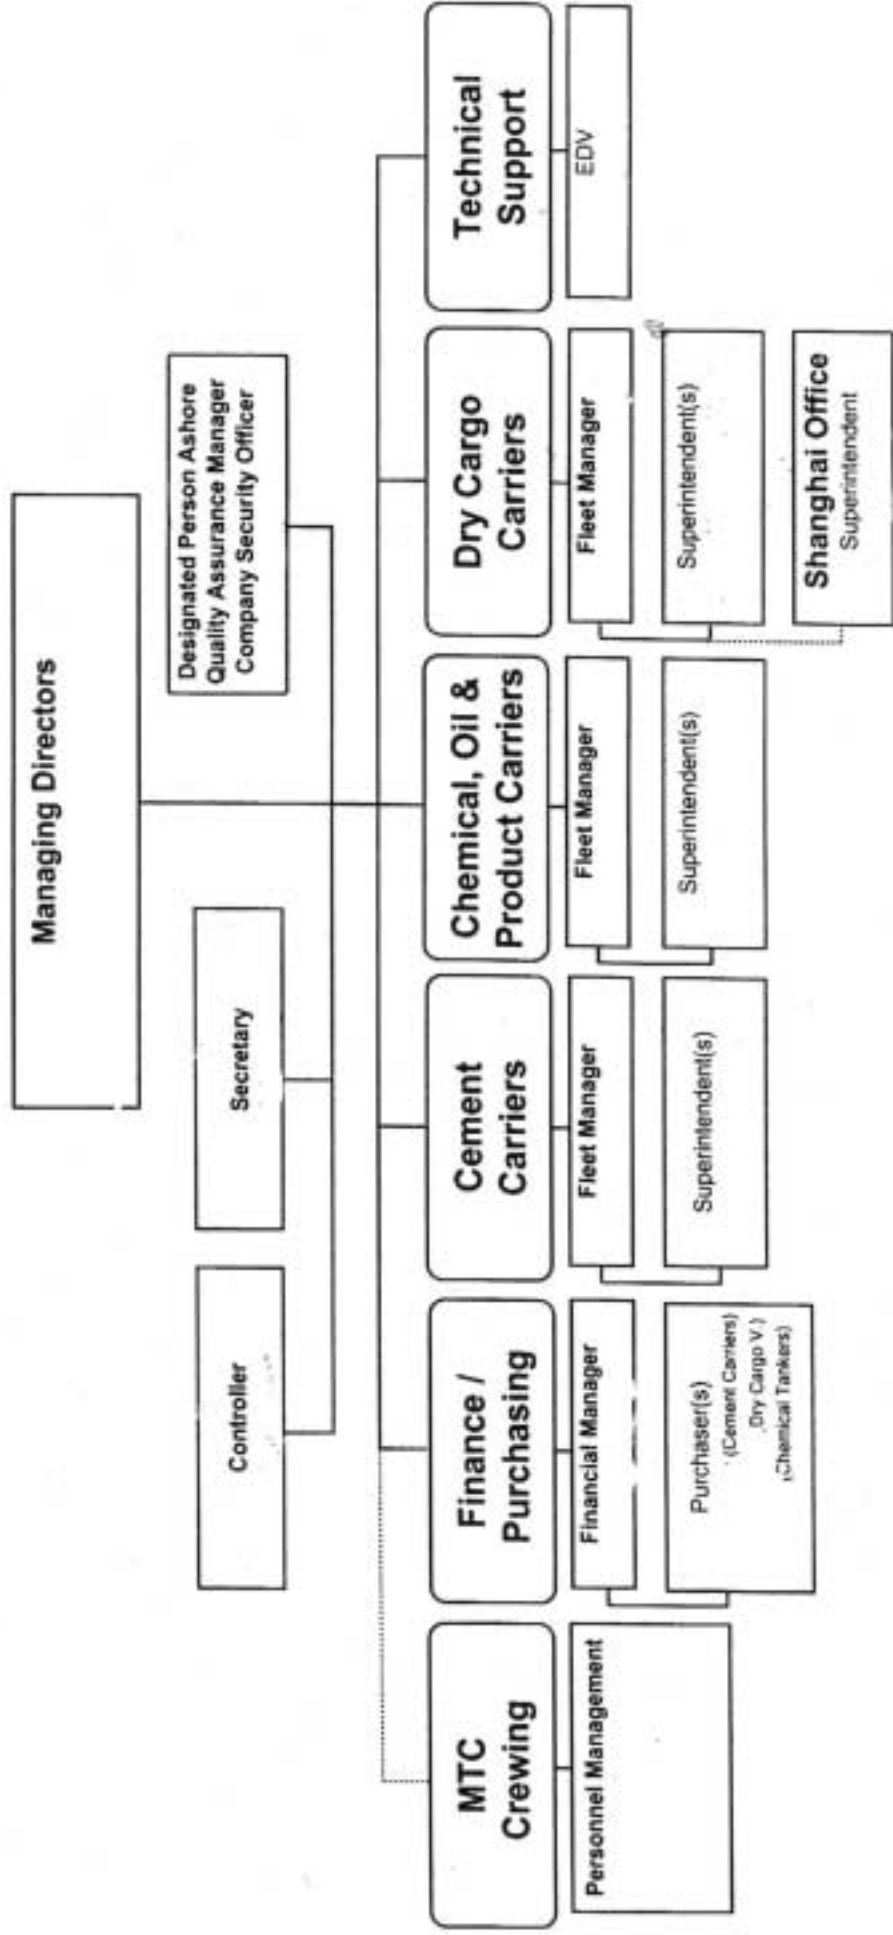 Managing Directors
Controller
Secretary
Designated Person Ashore
Quality Assurance Manager
Company Security Officer
MTC
Crewing
Personnel Management
Finance /
Purchasing
Financial Manager
Purchaser(s)
(Cement Carriers)
Dry Cargo V.)
(Chemical Tankers)
Cement
Carriers
Fleet Manager
Superintendent(s)
Chemical, Oil &
Product Carriers
Fleet Manager
Superintendent(s)
Dry Cargo
Carriers
Fleet Manager
Superintendent(s)
Shanghai Office
Superintendent
Technical
Support
EDV